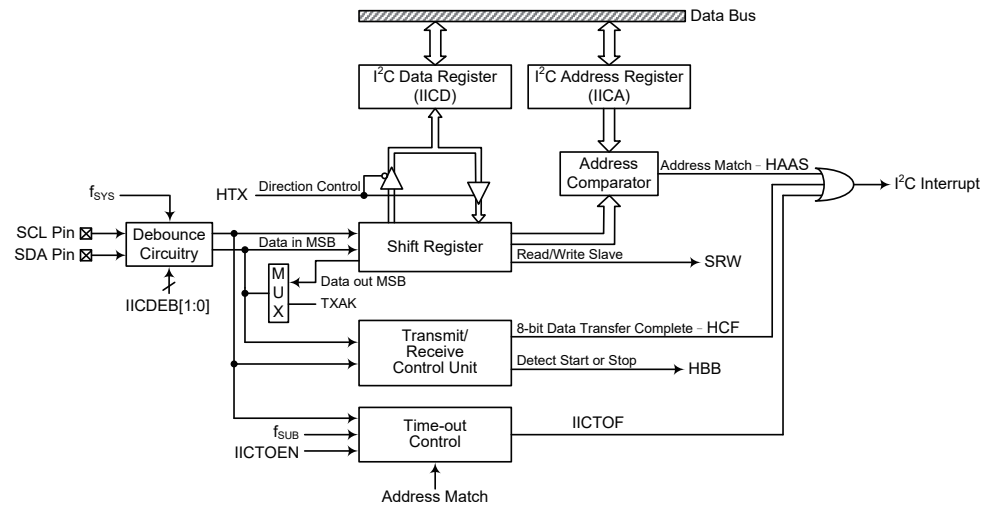 Data Bus
I²C Data Register
(IICD)
I²C Address Register
(IICA)
Address
Comparator
Address Match - HAAS
I²C Interrupt
HTX
Direction Control
fSYS
SCL Pin
SDA Pin
Debounce
Circuitry
IICDEB[1:0]
Data in MSB
Shift Register
Read/Write Slave
SRW
M
U
X
Data out MSB
TXAK
Transmit/
Receive
Control Unit
8-bit Data Transfer Complete - HCF
Detect Start or Stop
HBB
fSUB
IICTOEN
Time-out
Control
IICTOF
Address Match